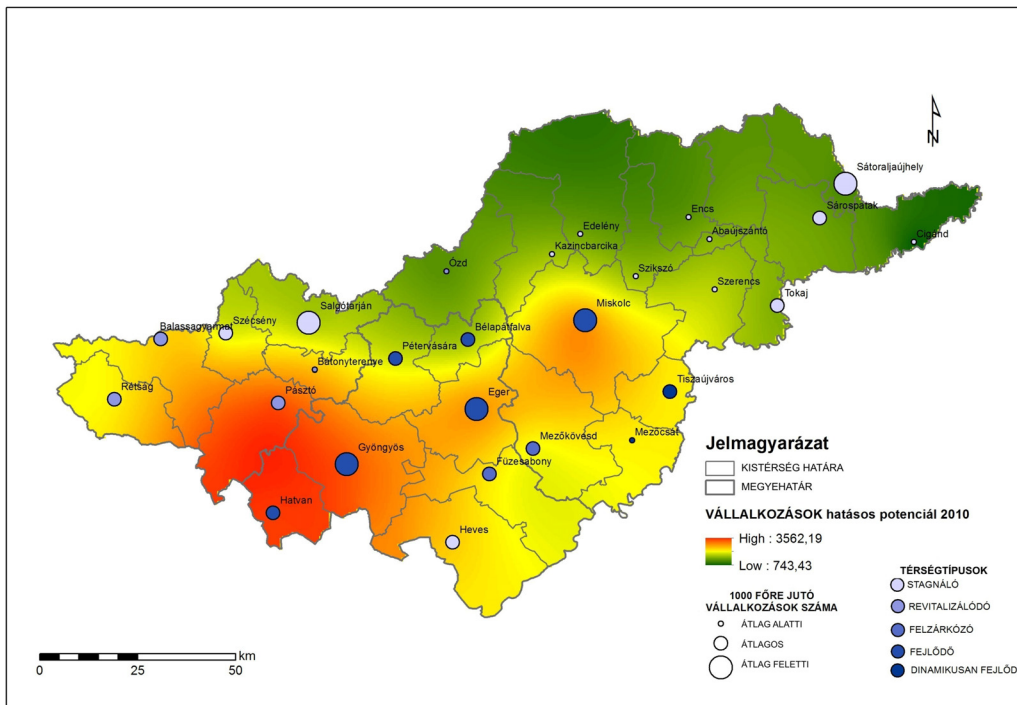 N
Sátoraljaújhely
Sárospatak
Encs
Cigánd
Edelény
Abaújszántó
Kazincbarcika
Ózd
Szikszó
Szerencs
Tokaj
Miskolc
Salgótarján
Szécsény
Balassagyarmat
Bélapátfalva
Pétervására
Bátonyterenye
Tiszaújváros
Rétság
Pásztó
Eger
Mezőcsát
Mezőkövesd
Gyöngyös
Füzesabony
Hatvan
Heves
Jelmagyarázat
KISTÉRSÉG HATÁRA
MEGYEHATÁR
VÁLLALKOZÁSOK hatásos potenciál 2010
High : 3562,19
Low : 743,43
1000 FŐRE JUTÓ
VÁLLALKOZÁSOK SZÁMA
ÁTLAG ALATTI
ÁTLAGOS
ÁTLAG FELETTI
TÉRSÉGTÍPUSOK
STAGNÁLÓ
REVITALIZÁLÓDÓ
FELZÁRKÓZÓ
FEJLŐDŐ
DINAMIKUSAN FEJLŐD
km
0 25 50